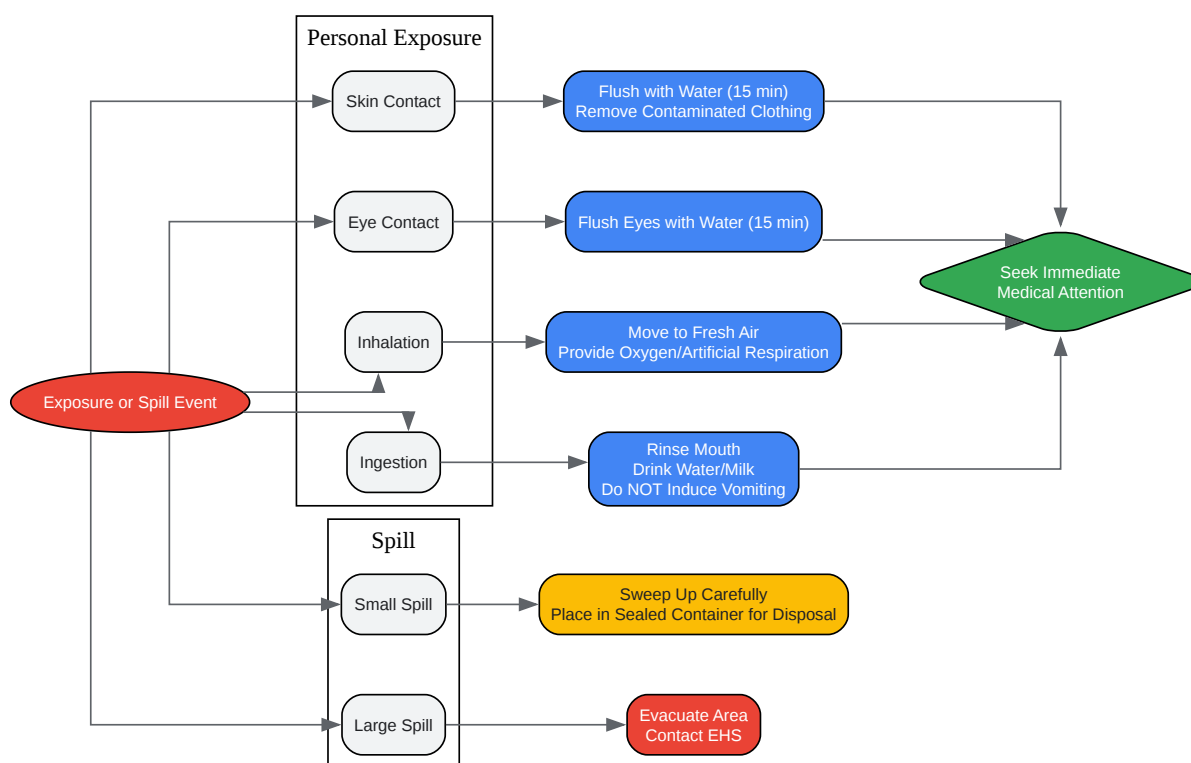 Personal Exposure
Skin Contact
Flush with Water (15 min)
Remove Contaminated Clothing
Eye Contact
Flush Eyes with Water (15 min)
Seek Immediate
Medical Attention
Inhalation
Move to Fresh Air
Provide Oxygen/Artificial Respiration
Exposure or Spill Event
Ingestion
Rinse Mouth
Drink Water/Milk
Do NOT Induce Vomiting
Spill
Small Spill
Sweep Up Carefully
Place in Sealed Container for Disposal
Large Spill
Evacuate Area
Contact EHS